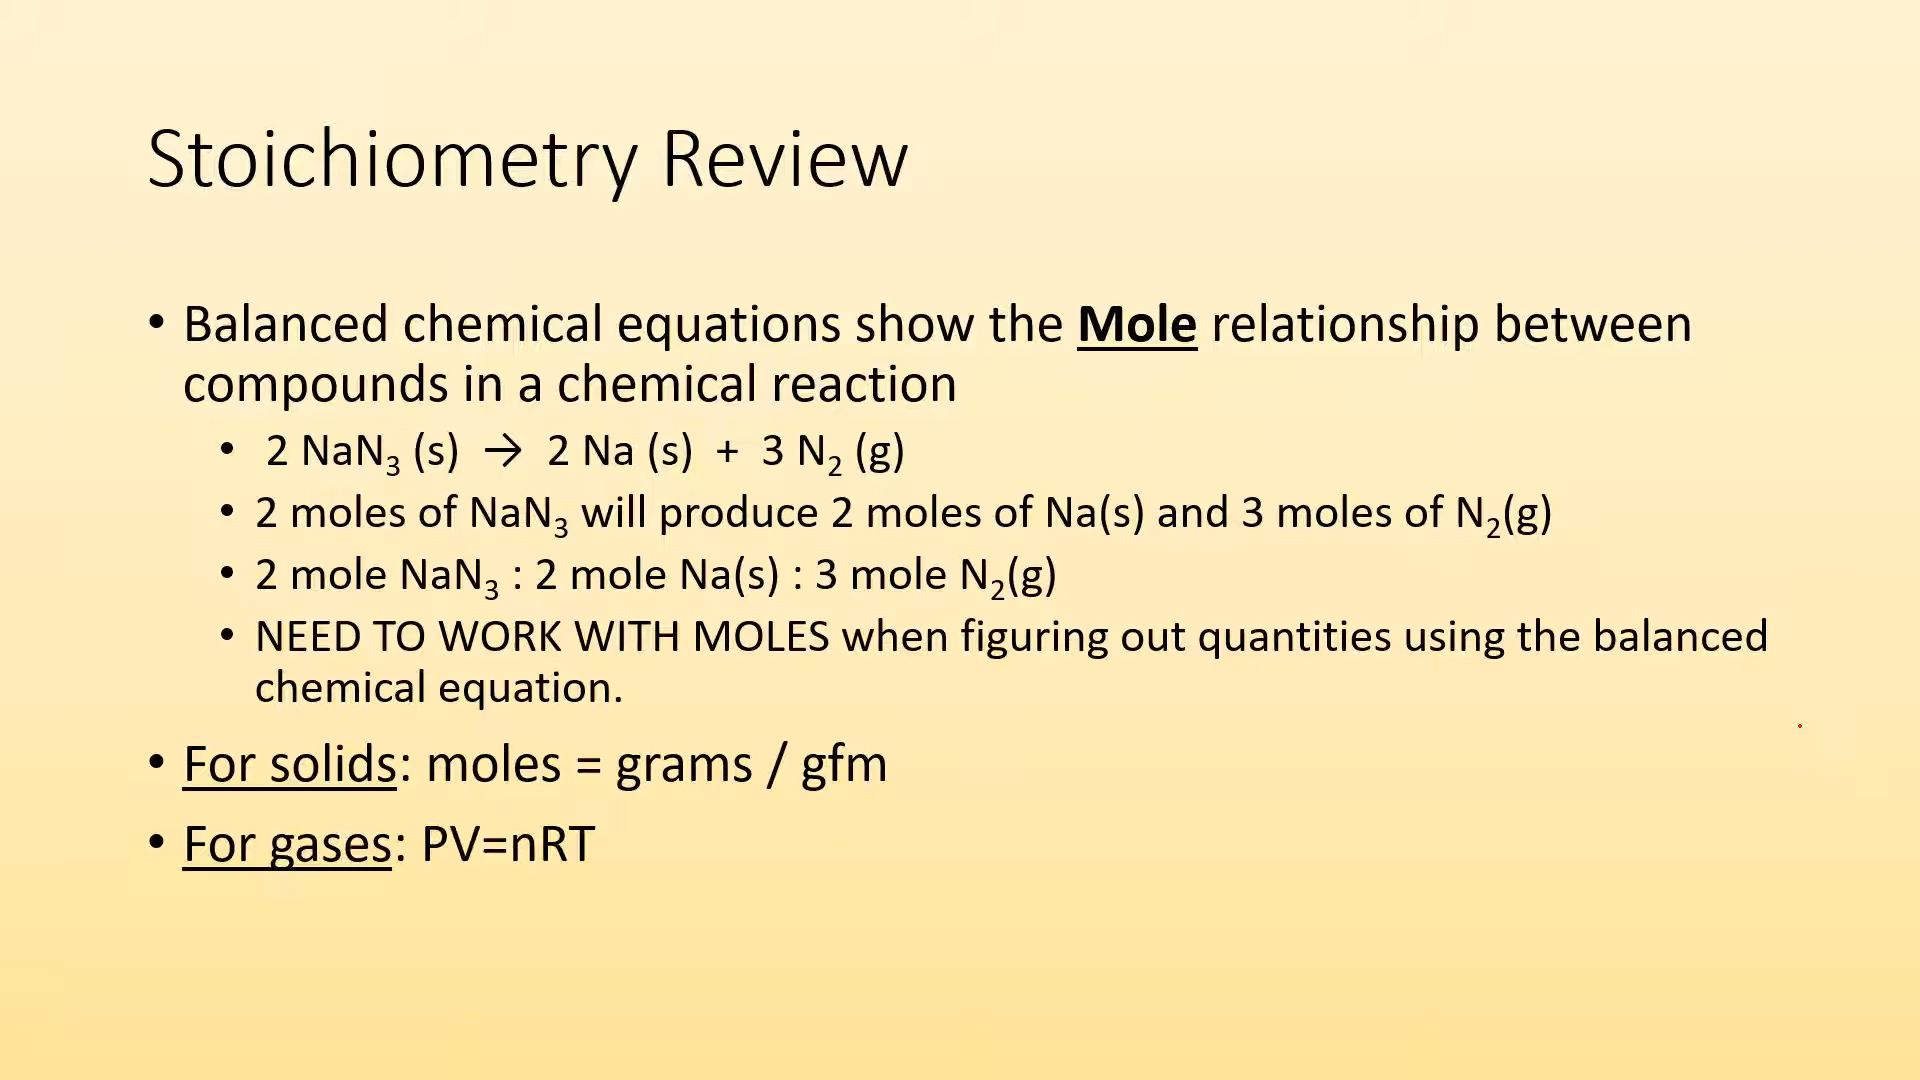 Stoichiometry Review
• Balanced chemical equations show the Mole relationship between
compounds in a chemical reaction
• 2 NaN₃ (s) → 2 Na (s) + 3 N₂ (g)
• 2 moles of NaN₃ will produce 2 moles of Na(s) and 3 moles of N₂(g)
• 2 mole NaN₃ : 2 mole Na(s) : 3 mole N₂(g)
• NEED TO WORK WITH MOLES when figuring out quantities using the balanced
chemical equation.
• For solids: moles = grams / gfm
• For gases: PV=nRT